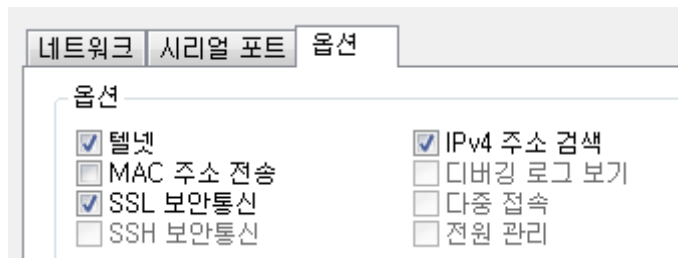 네트워크 시리얼 포트 옵션
옵션
텔넷 IPv4 주소 검색
MAC 주소 전송 디버깅 로그 보기
SSL 보안통신 다중 접속
SSH 보안통신 전원 관리